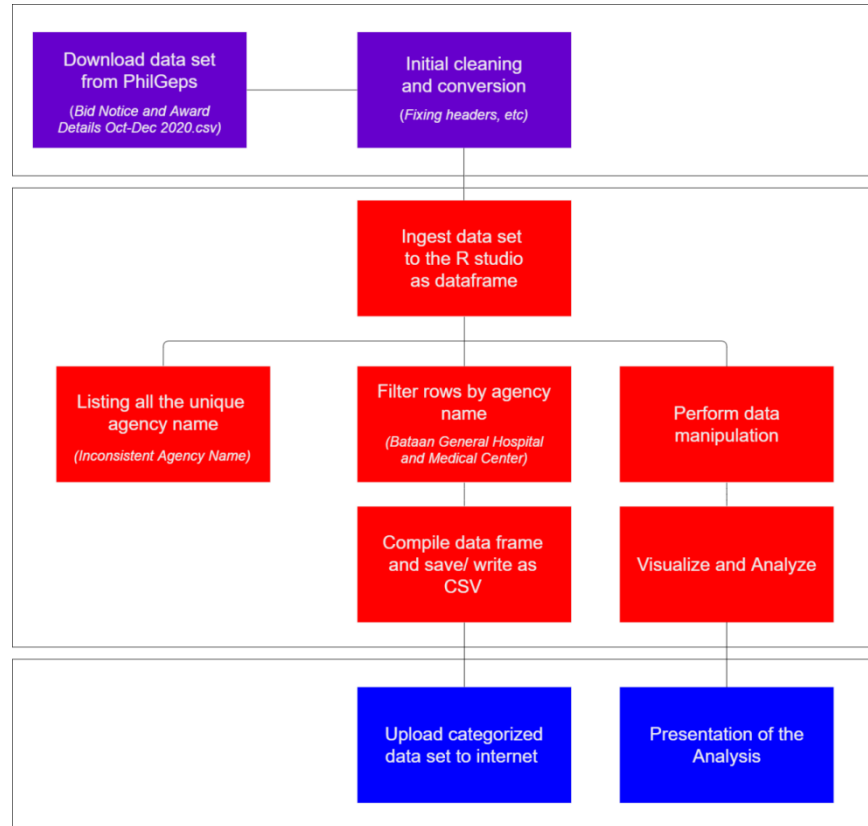 Download data set
from PhilGeps
(Bid Notice and Award
Details Oct-Dec 2020.csv)
Initial cleaning
and conversion
(Fixing headers, etc)
Ingest data set
to the R studio
as dataframe
Listing all the unique
agency name
(Inconsistent Agency Name)
Filter rows by agency
name
(Bataan General Hospital
and Medical Center)
Perform data
manipulation
Compile data frame
and save/ write as
CSV
Visualize and Analyze
Upload categorized
data set to internet
Presentation of the
Analysis